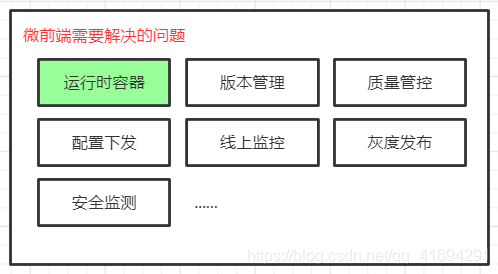 微前端需要解决的问题
运行时容器 版本管理 质量管控
配置下发 线上监控 灰度发布
安全监测 ......
https://blog.csdn.net/qq_41694291